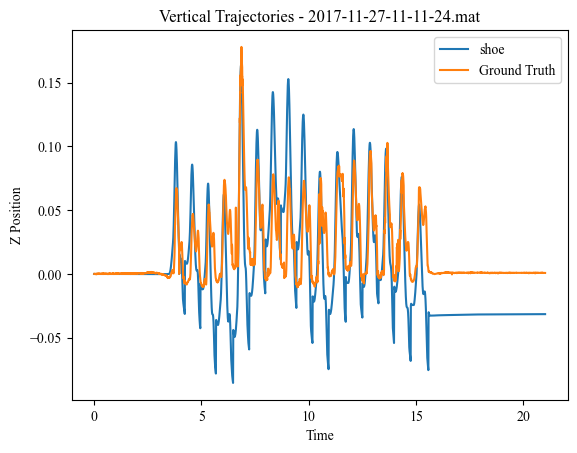 Vertical Trajectories - 2017-11-27-11-11-24.mat
shoe
Ground Truth
0.15
0.10
0.05
0.00
−0.05
Z Position
0
5
10
15
20
Time